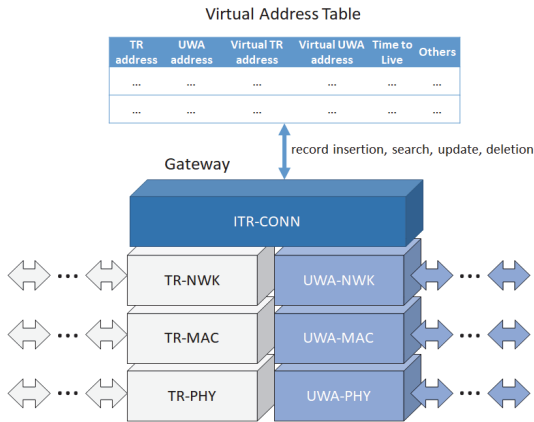 Virtual Address Table
TR address UWA address Virtual TR address Virtual UWA address Time to Live Others
... ... ... ... ... ...
... ... ... ... ... ...
record insertion, search, update, deletion
Gateway
ITR-CONN
... TR-NWK UWA-NWK ...
... TR-MAC UWA-MAC ...
... TR-PHY UWA-PHY ...